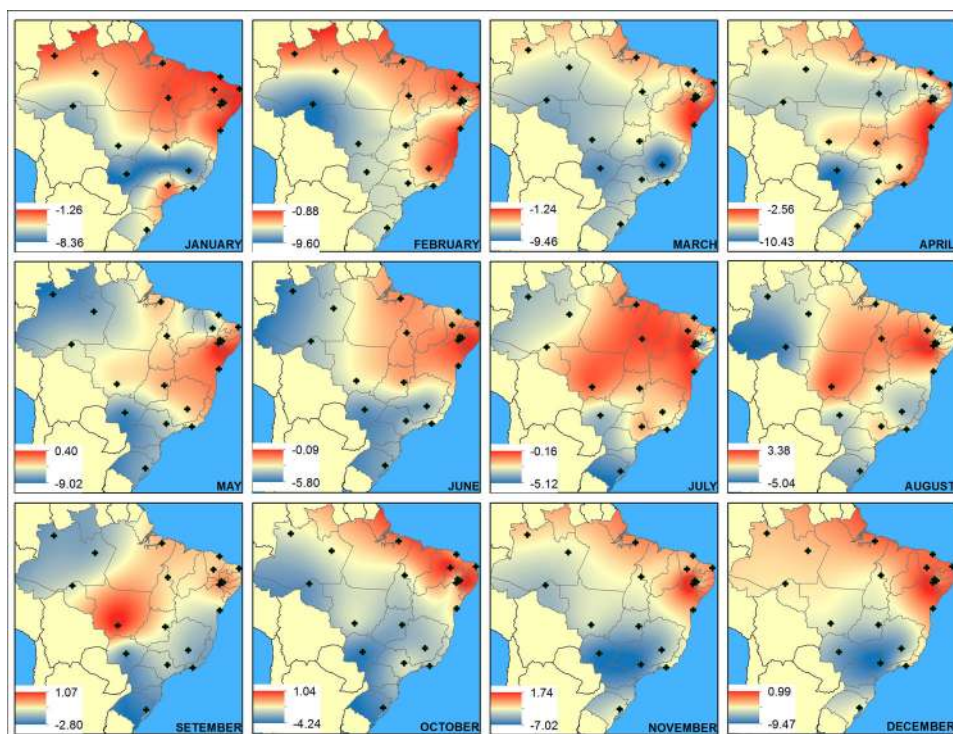 -1.26
-8.36
JANUARY
-0.88
-9.60
FEBRUARY
-1.24
-9.46
MARCH
-2.56
-10.43
APRIL
0.40
-9.02
MAY
-0.09
-5.80
JUNE
-0.16
-5.12
JULY
3.38
-5.04
AUGUST
1.07
-2.80
SETEMBER
1.04
-4.24
OCTOBER
1.74
-7.02
NOVEMBER
0.99
-9.47
DECEMBER